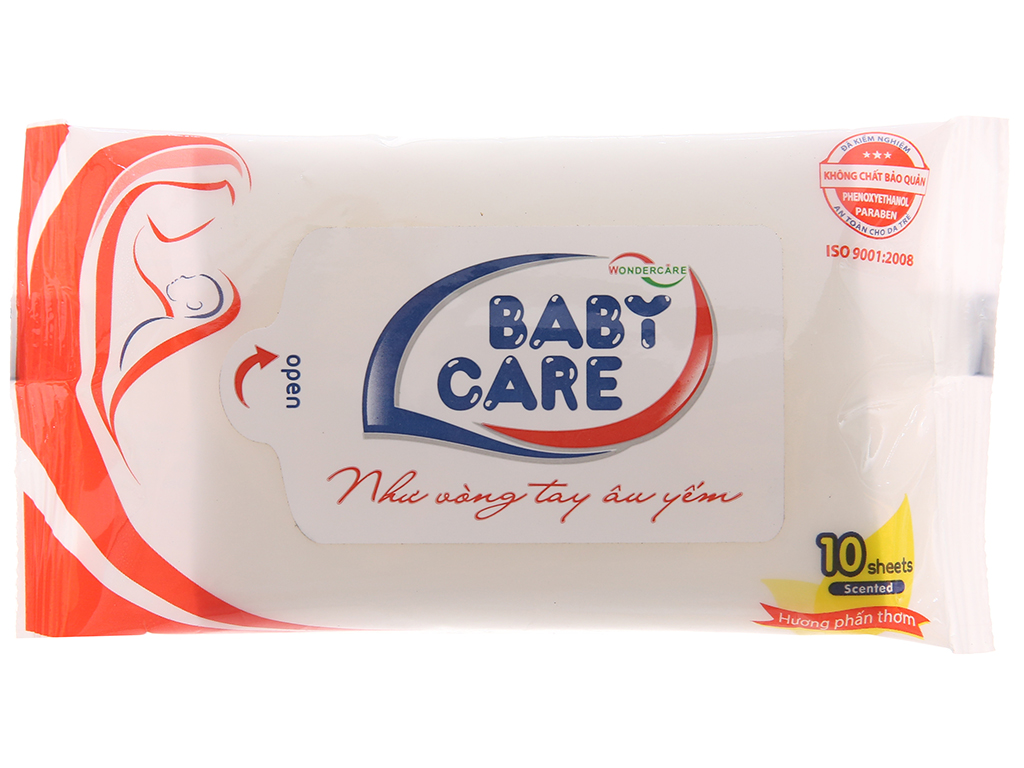 ĐÃ KIỂM NGHIỆM
KHÔNG CHẤT BẢO QUẢN
PHENOXYETHANOL
PARABEN
AN TOÀN CHO DA TRẺ
ISO 9001:2008
WONDERCARE
BABY
CARE
open
Như vòng tay âu yếm
10 sheets
Scented
Hương phấn thơm